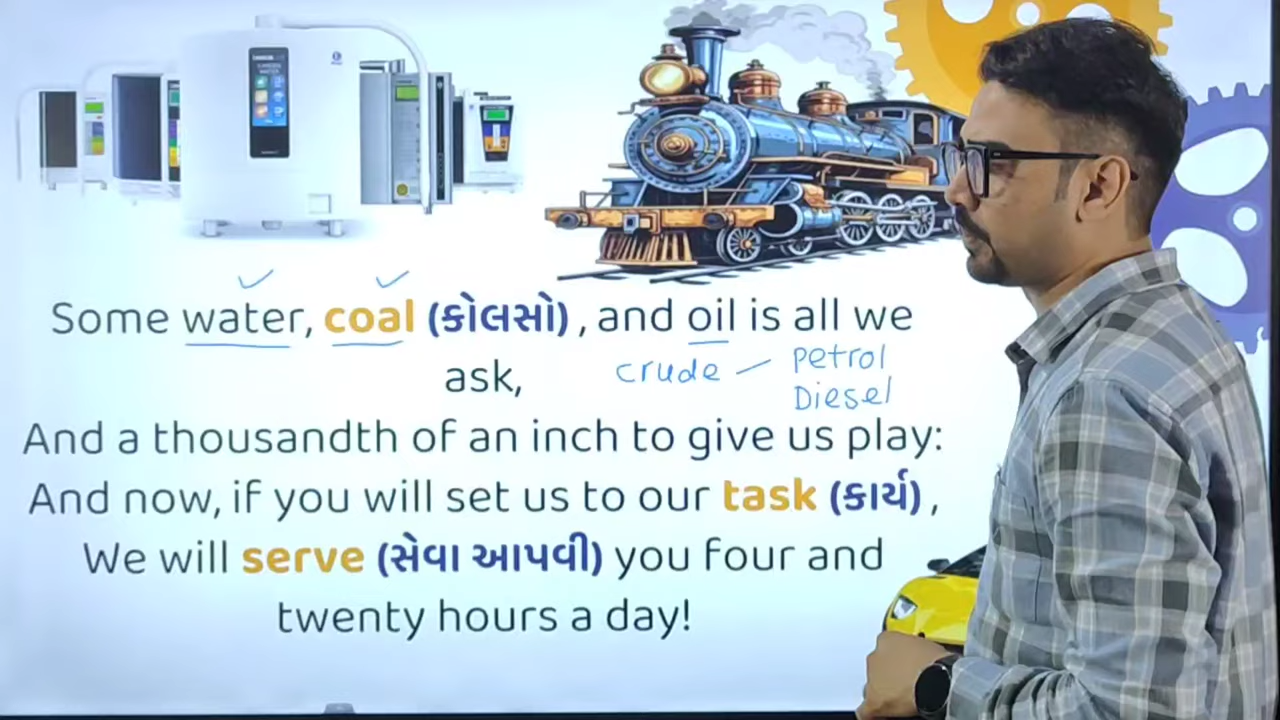 Some water, coal (કોલસો) , and oil is all we
ask,
crude — Petrol
Diesel
And a thousandth of an inch to give us play:
And now, if you will set us to our task (કાર્ય) ,
We will serve (સેવા આપવી) you four and
twenty hours a day!